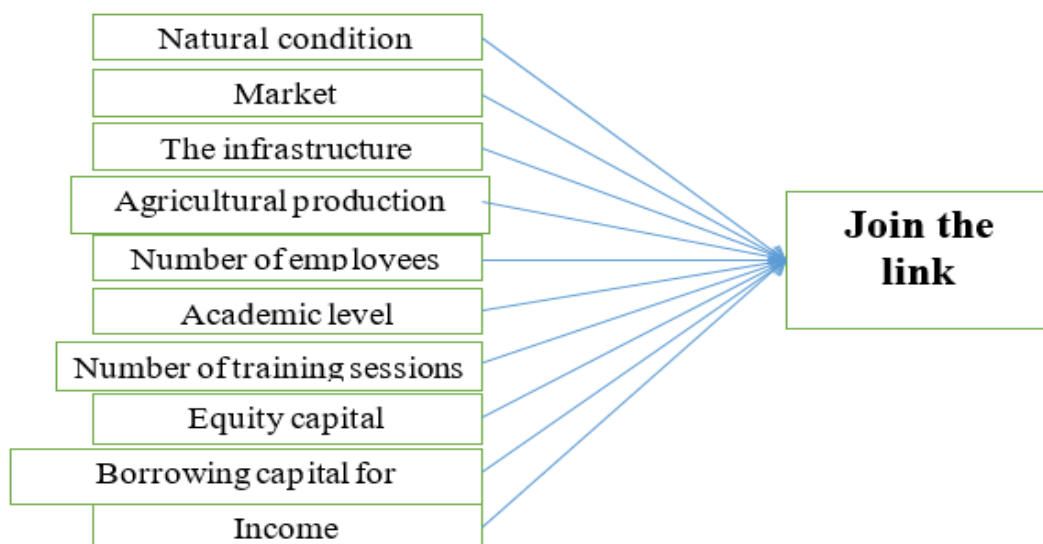 Natural condition
Market
The infrastructure
Agricultural production
Number of employees
Academic level
Number of training sessions
Equity capital
Borrowing capital for
Income
Join the
link